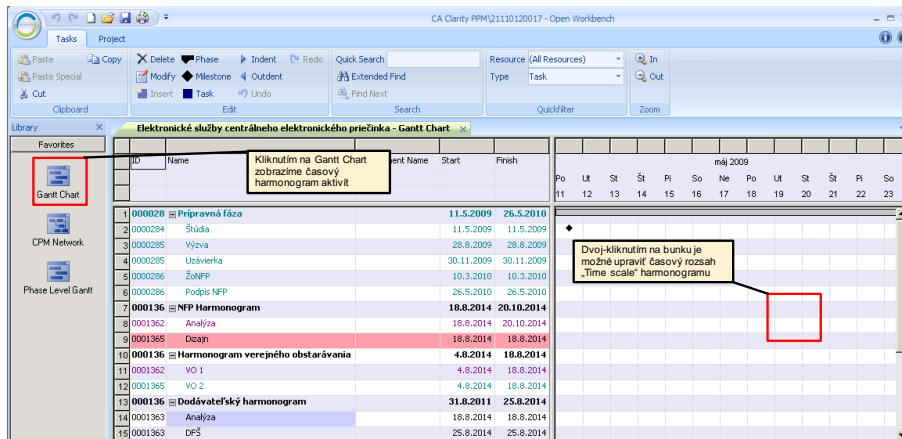 CA Clarity PPM\21110120017 - Open Workbench
Tasks Project
Paste Copy Delete Phase Indent Redo Quick Search Resource (All Resources) In
Paste Special Modify Milestone Outdent Extended Find Type Task Out
Cut Insert Task Undo Find Next
Clipboard Edit Search Quickfilter Zoom
Library Elektronické služby centrálneho elektronického priečinka - Gantt Chart
Favorites
ID Name Name Start Finish máj 2009
Kliknutím na Gantt Chart
zobrazíme časový
harmonogram aktivít
Po Ut St Št Pi So Ne Po Ut St Št Pi So
11 12 13 14 15 16 17 18 19 20 21 22 23
Gantt Chart
CPM Network
Phase Level Gantt
1 000028 Prípravná fáza 11.5.2009 26.5.2010
2 0000284 Štúdia 11.5.2009 11.5.2009
3 0000285 Výzva 28.8.2009 28.8.2009
4 0000285 Uzávierka 30.11.2009 30.11.2009
5 0000286 ŽoNFP 10.3.2010 10.3.2010
6 0000286 Podpis NFP 26.5.2010 26.5.2010
7 000136 NFP Harmonogram 18.8.2014 20.10.2014
8 0001362 Analýza 18.8.2014 20.10.2014
9 0001365 Dizajn 18.8.2014 18.8.2014
10 000136 Harmonogram verejného obstarávania 4.8.2014 18.8.2014
11 0001362 VO 1 4.8.2014 18.8.2014
12 0001365 VO 2 4.8.2014 18.8.2014
13 000136 Dodávateľský harmonogram 31.8.2011 25.8.2014
14 0001363 Analýza 18.8.2014 18.8.2014
15 0001363 DFŠ 25.8.2014 25.8.2014
Dvoj-kliknutím na bunku je
možné upraviť časový rozsah
„Time scale“ harmonogramu